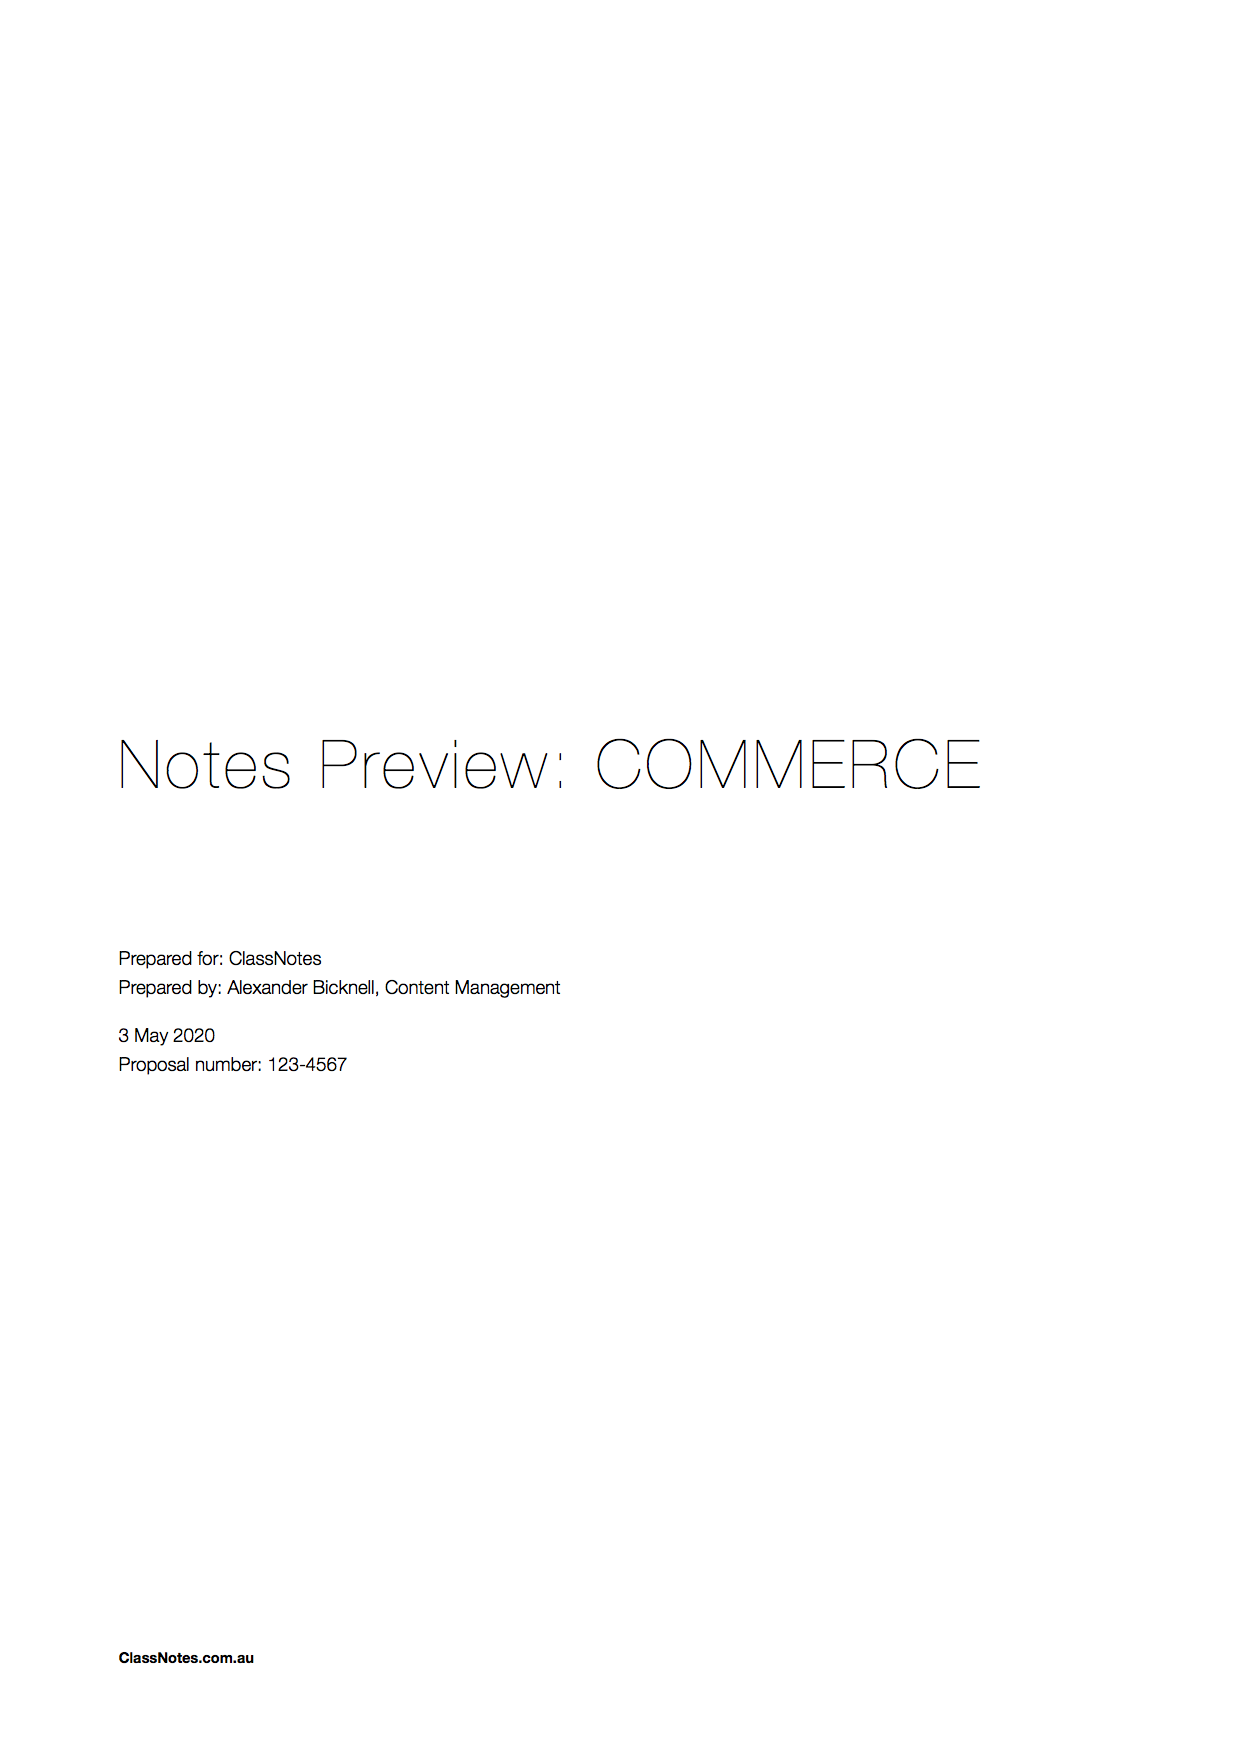 Notes Preview: COMMERCE
Prepared for: ClassNotes
Prepared by: Alexander Bicknell, Content Management
3 May 2020
Proposal number: 123-4567
ClassNotes.com.au